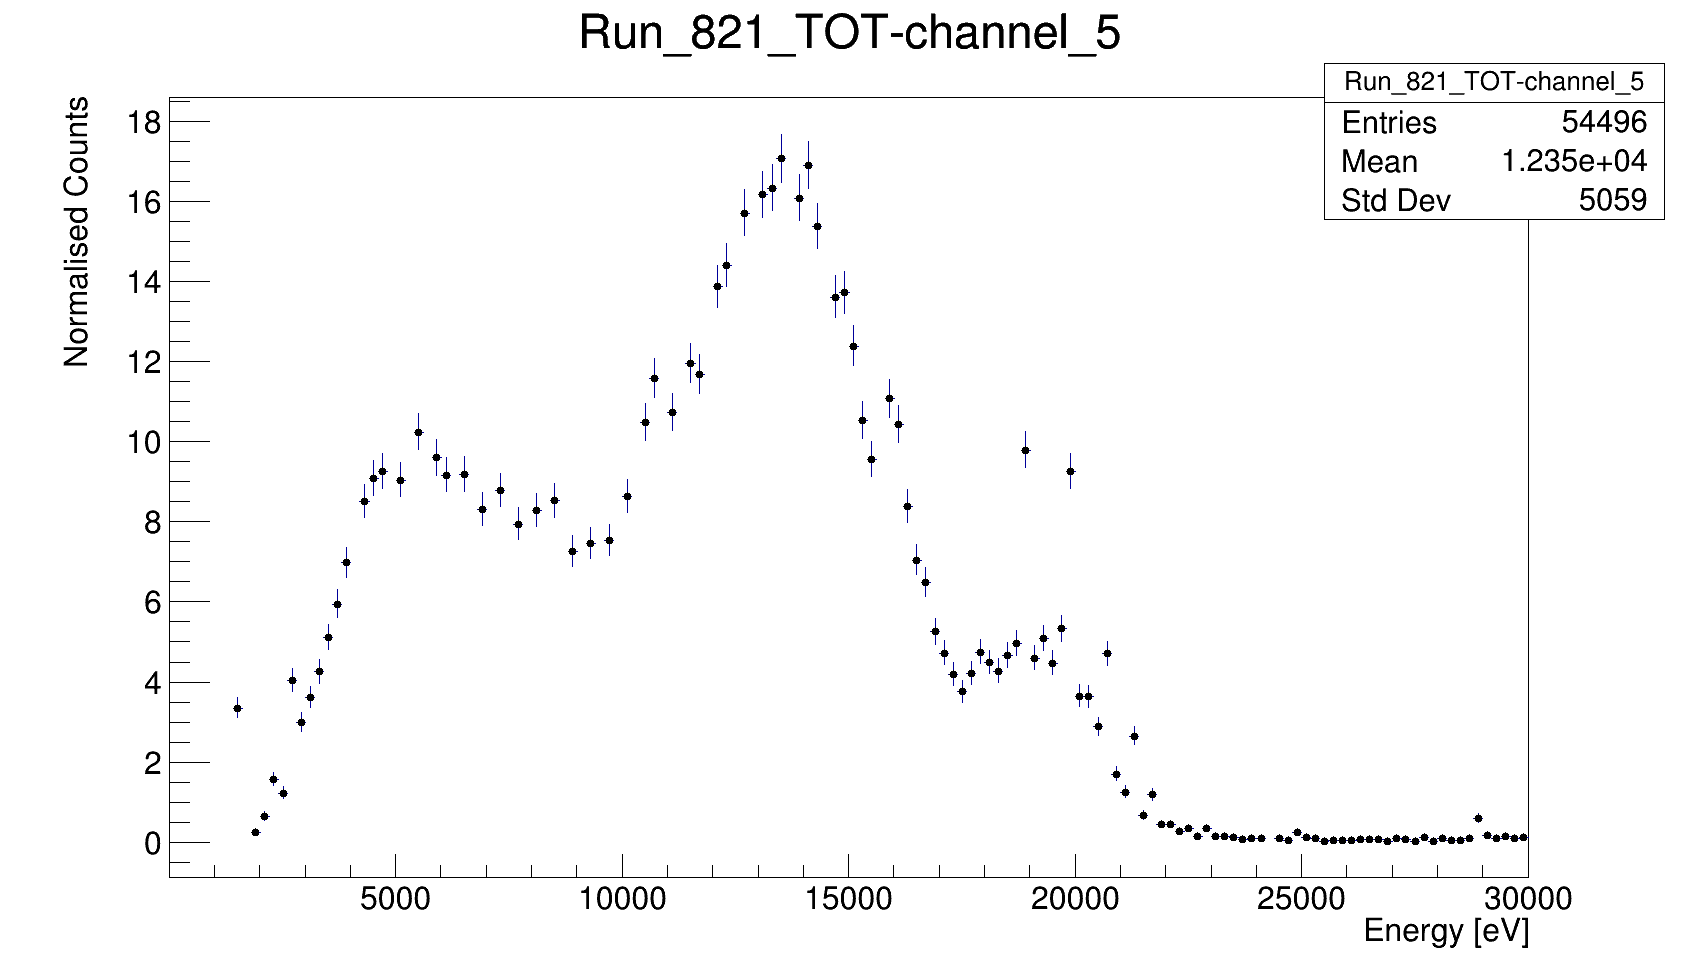 Run_821_TOT-channel_5
Run_821_TOT-channel_5
Entries 54496
Mean 1.235e+04
Std Dev 5059
Normalised Counts
18
16
14
12
10
8
6
4
2
0
5000 10000 15000 20000 25000 30000
Energy [eV]